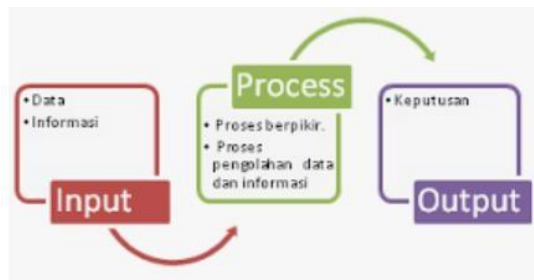 • Data
• Informasi
Input
Process
• Proses berpikir.
• Proses
pengolahan data
dan informasi
• Keputusan
Output